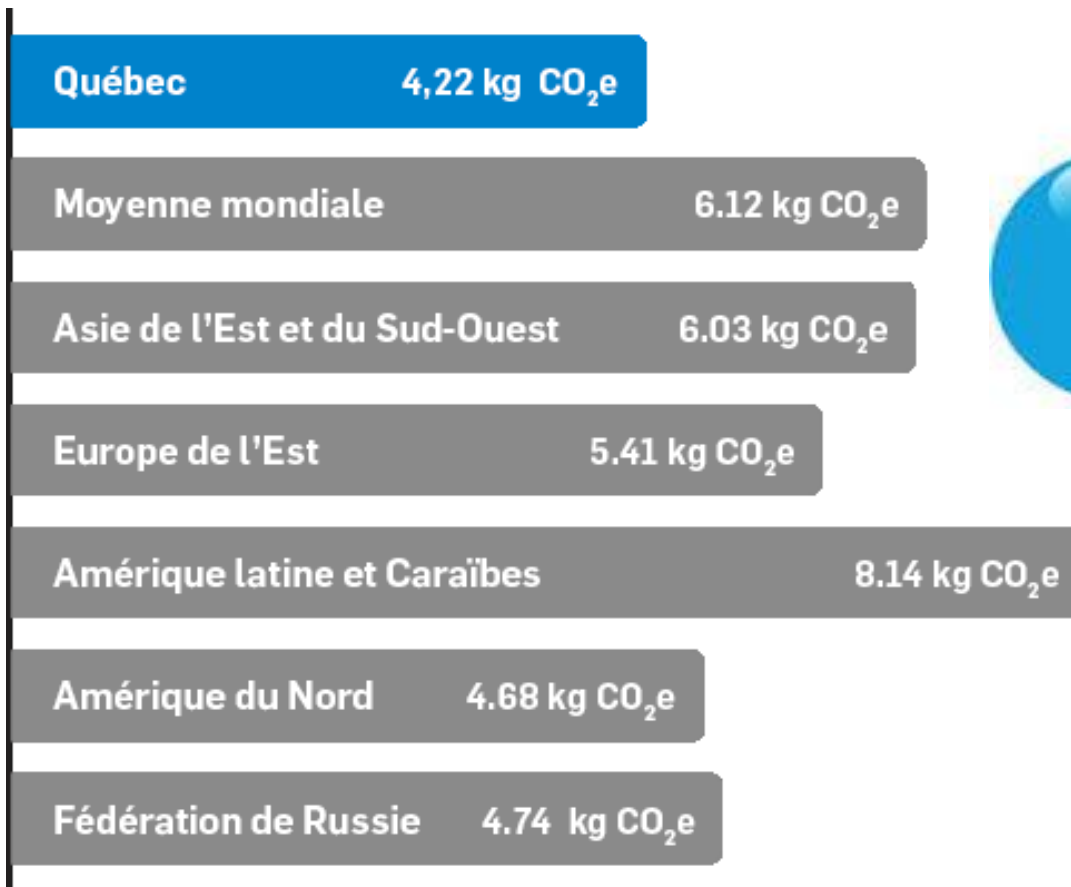 Québec 4,22 kg CO₂e
Moyenne mondiale 6.12 kg CO₂e
Asie de l'Est et du Sud-Ouest 6.03 kg CO₂e
Europe de l'Est 5.41 kg CO₂e
Amérique latine et Caraïbes 8.14 kg CO₂e
Amérique du Nord 4.68 kg CO₂e
Fédération de Russie 4.74 kg CO₂e